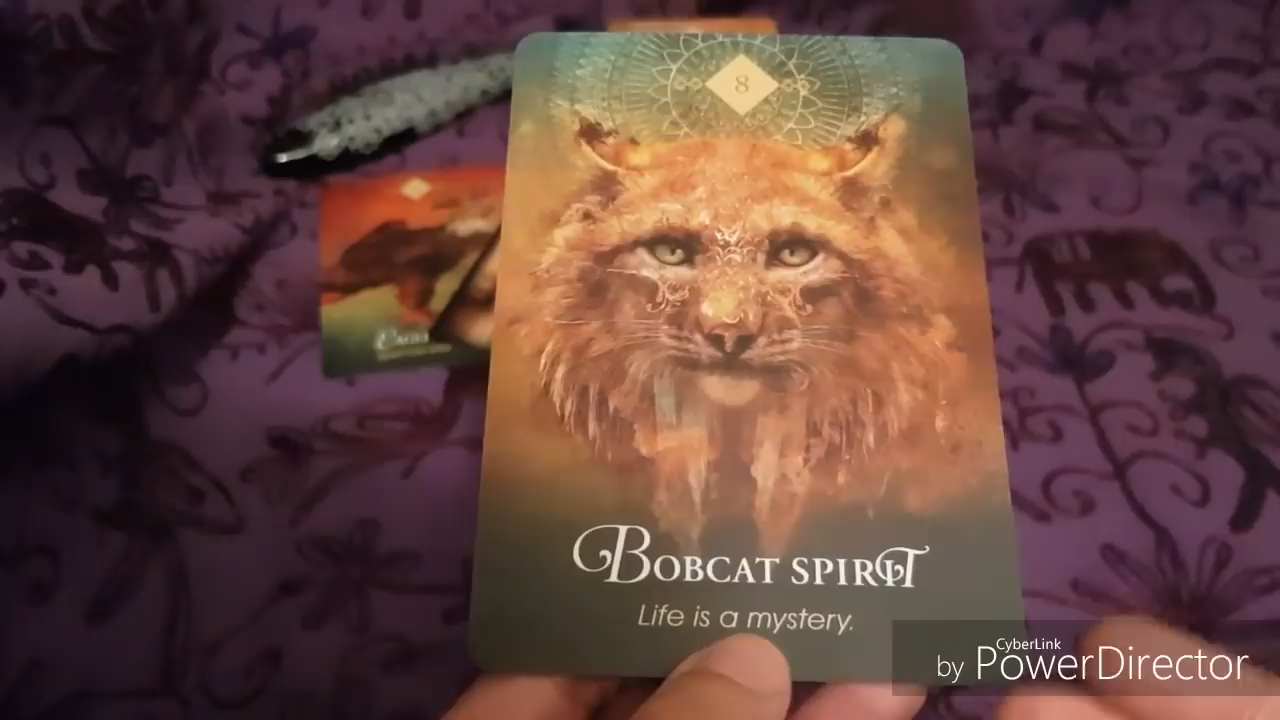 8
BOBCAT SPIRIT
Life is a mystery.
CyberLink
by PowerDirector